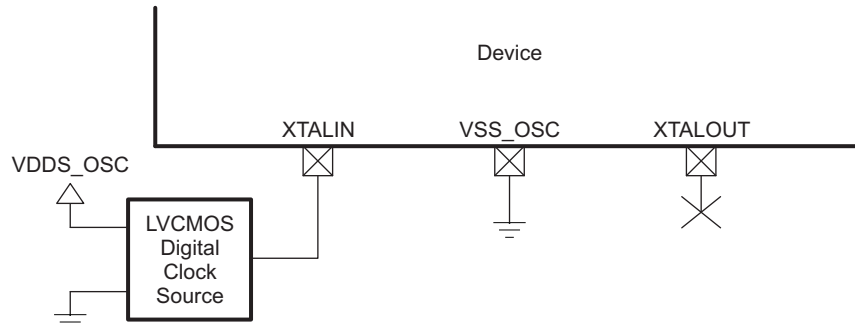 Device
XTALIN
VSS_OSC
XTALOUT
VDDS_OSC
LVCMOS
Digital
Clock
Source